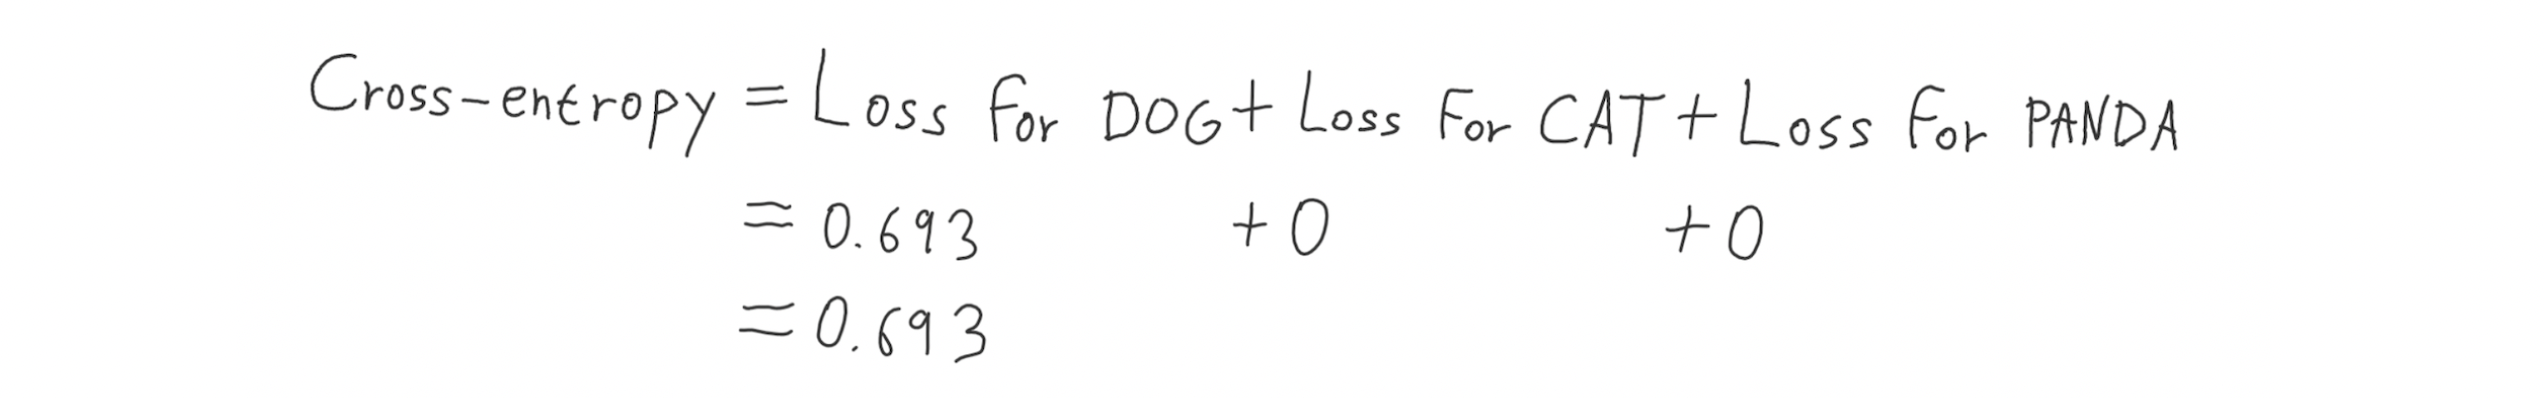 Cross-entropy = Loss for DOG + Loss For CAT + Loss for PANDA
= 0.693 + 0 + 0
= 0.693